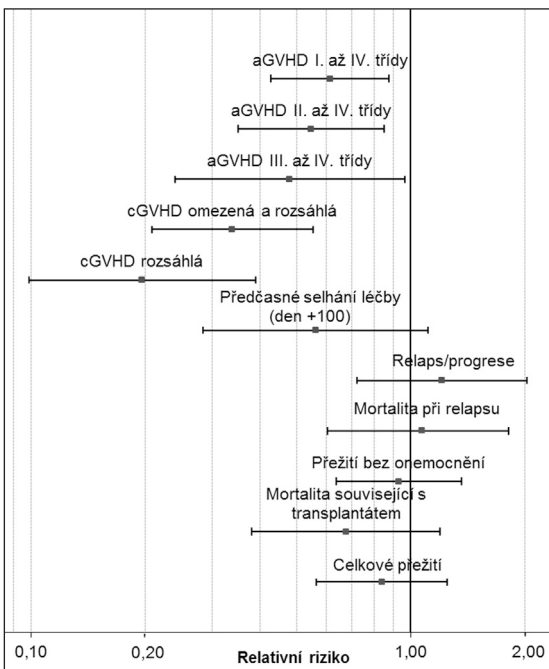 aGVHD I. až IV. třídy
aGVHD II. až IV. třídy
aGVHD III. až IV. třídy
cGVHD omezená a rozsáhlá
cGVHD rozsáhlá
Předčasné selhání léčby
(den +100)
Relaps/progrese
Mortalita při relapsu
Přežití bez onemocnění
Mortalita související s
transplantátem
Celkové přežití
0,10 0,20 1,00 2,00
Relativní riziko